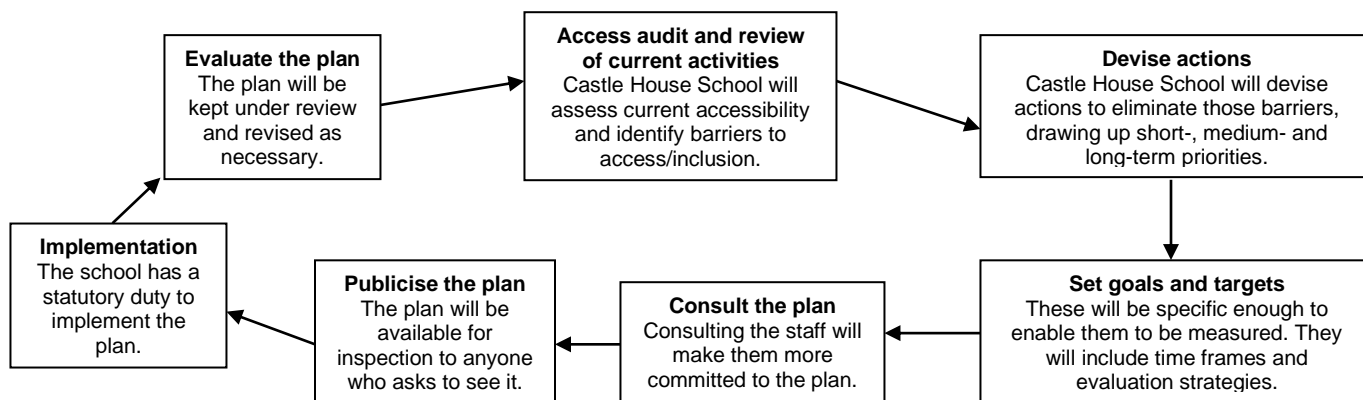 Evaluate the plan
The plan will be
kept under review
and revised as
necessary.
Access audit and review
of current activities
Castle House School will
assess current accessibility
and identify barriers to
access/inclusion.
Devise actions
Castle House School will devise
actions to eliminate those barriers,
drawing up short-, medium- and
long-term priorities.
Set goals and targets
These will be specific enough to
enable them to be measured. They
will include time frames and
evaluation strategies.
Consult the plan
Consulting the staff will
make them more
committed to the plan.
Publicise the plan
The plan will be
available for
inspection to anyone
who asks to see it.
Implementation
The school has a
statutory duty to
implement the
plan.